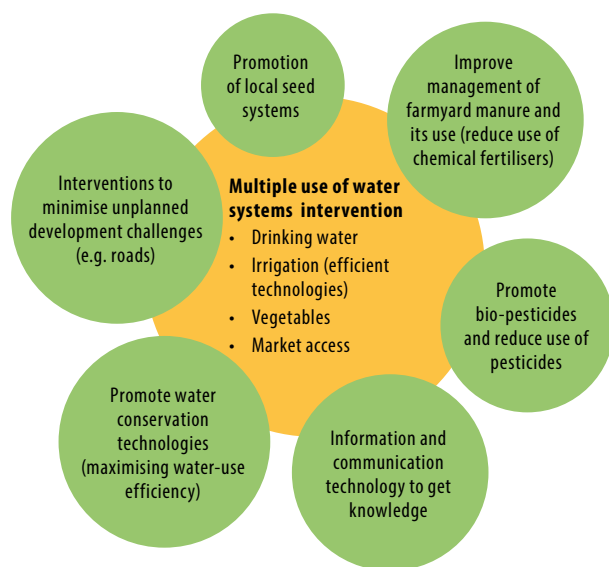 Promotion
of local seed
systems
Improve
management of
farmyard manure and
its use (reduce use of
chemical fertilisers)
Interventions to
minimise unplanned
development challenges
(e.g. roads)
Multiple use of water
systems intervention
• Drinking water
• Irrigation (efficient
technologies)
• Vegetables
• Market access
Promote
bio-pesticides
and reduce use of
pesticides
Promote water
conservation
technologies
(maximising water-use
efficiency)
Information and
communication
technology to get
knowledge